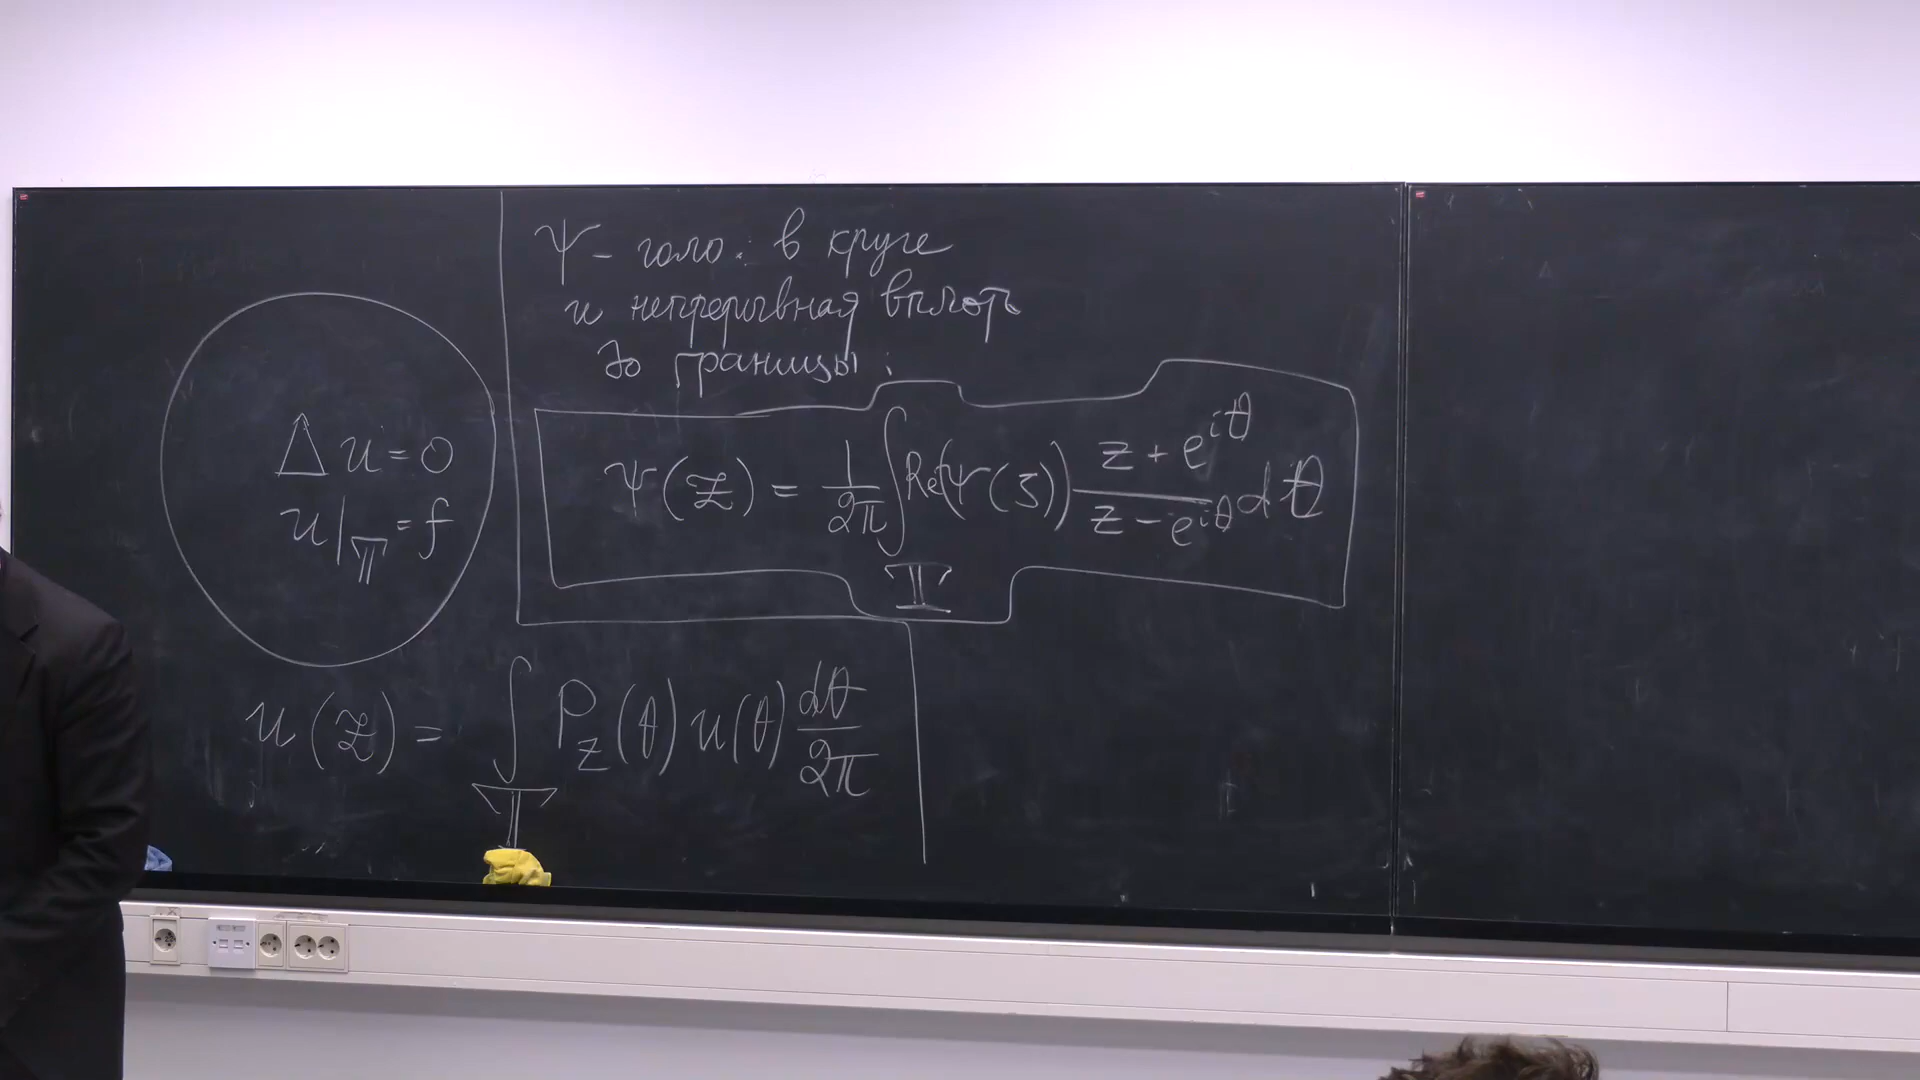 Δu=0
u|_𝕋=f
u(z) = ∫_𝕋 P_z(θ) u(θ) dθ/2π
Ψ – голо. в круге
и непрерывная вплоть
до границы:
Ψ(z) = 1/2π ∫_𝕋 Re(Ψ(ζ)) (z + e^{iθ})/(z − e^{iθ}) dθ